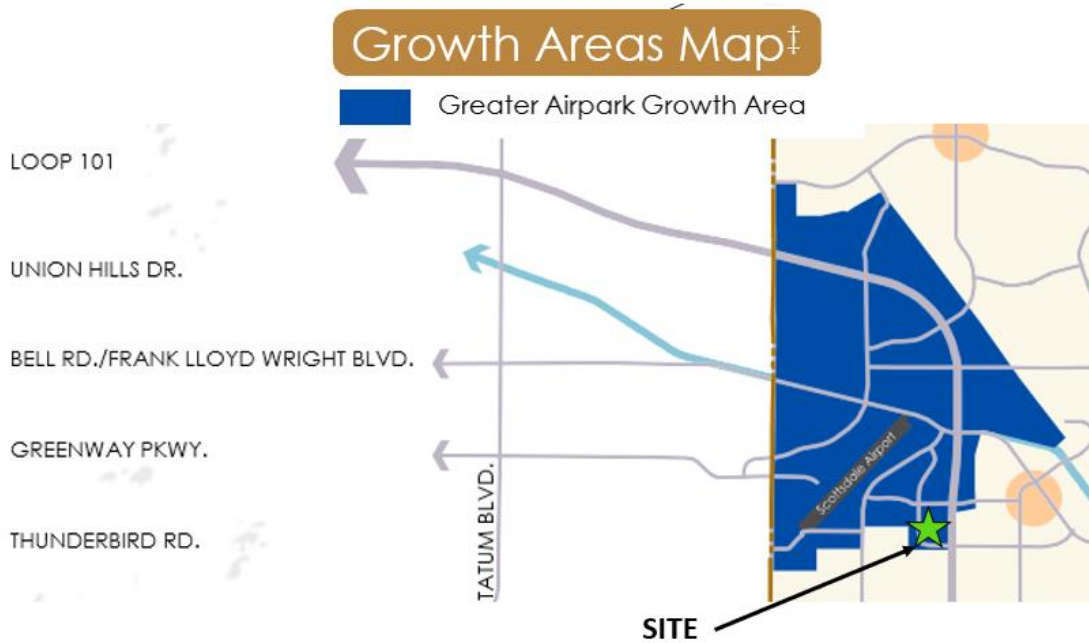 Growth Areas Map‡
Greater Airpark Growth Area
LOOP 101
UNION HILLS DR.
BELL RD./FRANK LLOYD WRIGHT BLVD.
GREENWAY PKWY.
THUNDERBIRD RD.
TATUM BLVD.
Scottsdale Airport
SITE